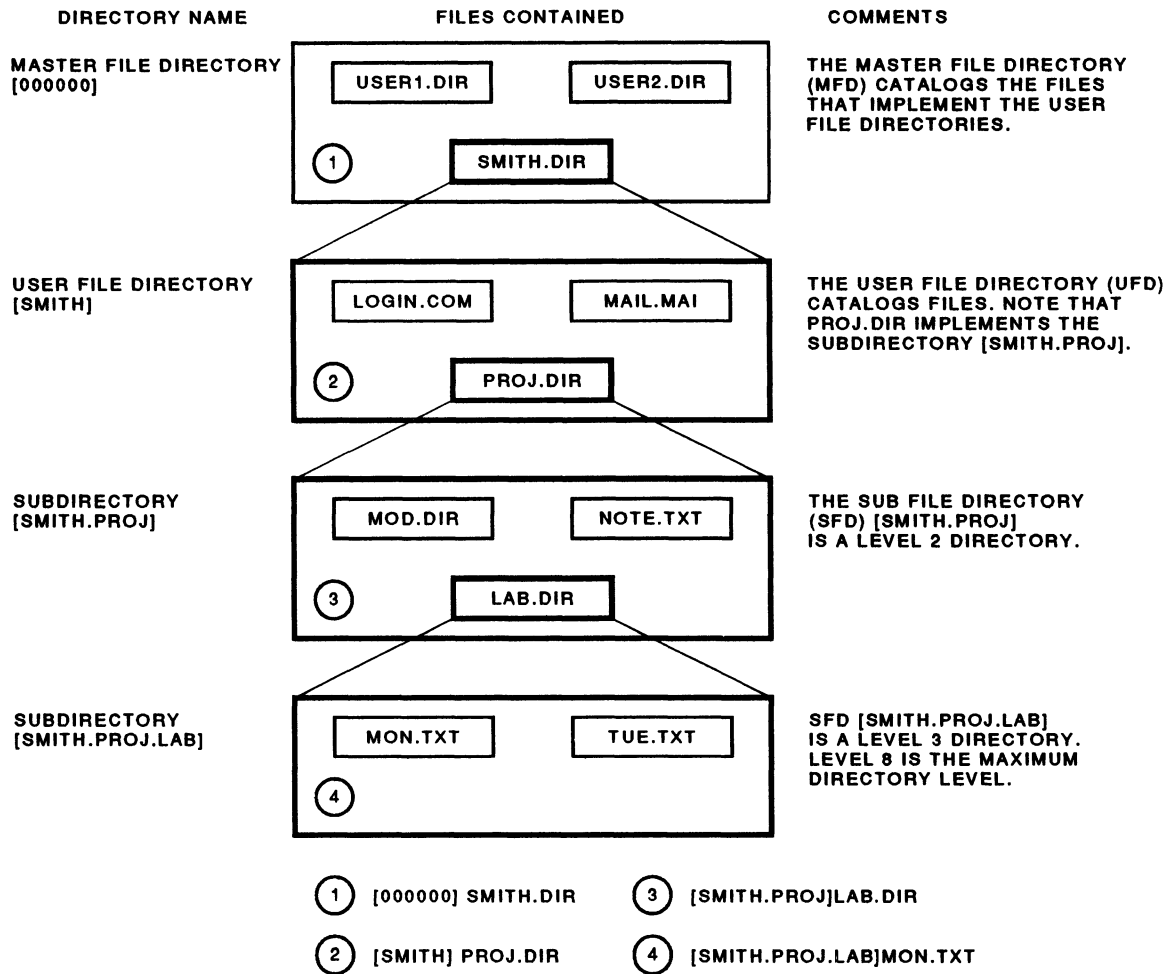 DIRECTORY NAME
FILES CONTAINED
COMMENTS
MASTER FILE DIRECTORY
[000000]
USER1.DIR
USER2.DIR
1
SMITH.DIR
THE MASTER FILE DIRECTORY
(MFD) CATALOGS THE FILES
THAT IMPLEMENT THE USER
FILE DIRECTORIES.
USER FILE DIRECTORY
[SMITH]
LOGIN.COM
MAIL.MAI
2
PROJ.DIR
THE USER FILE DIRECTORY (UFD)
CATALOGS FILES. NOTE THAT
PROJ.DIR IMPLEMENTS THE
SUBDIRECTORY [SMITH.PROJ].
SUBDIRECTORY
[SMITH.PROJ]
MOD.DIR
NOTE.TXT
3
LAB.DIR
THE SUB FILE DIRECTORY
(SFD) [SMITH.PROJ]
IS A LEVEL 2 DIRECTORY.
SUBDIRECTORY
[SMITH.PROJ.LAB]
MON.TXT
TUE.TXT
4
SFD [SMITH.PROJ.LAB]
IS A LEVEL 3 DIRECTORY.
LEVEL 8 IS THE MAXIMUM
DIRECTORY LEVEL.
1 [000000] SMITH.DIR
3 [SMITH.PROJ]LAB.DIR
2 [SMITH] PROJ.DIR
4 [SMITH.PROJ.LAB]MON.TXT